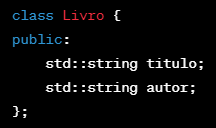 class Livro {
public:
    std::string titulo;
    std::string autor;
};